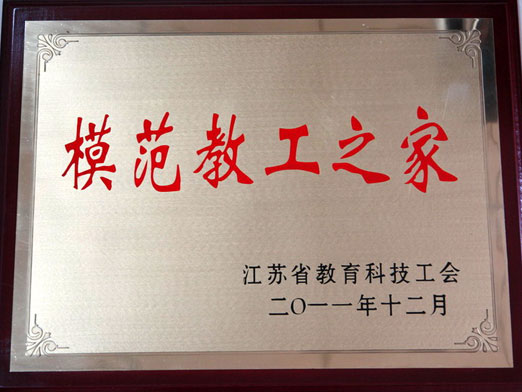 模范教工之家
江苏省教育科技工会
二〇一一年十二月